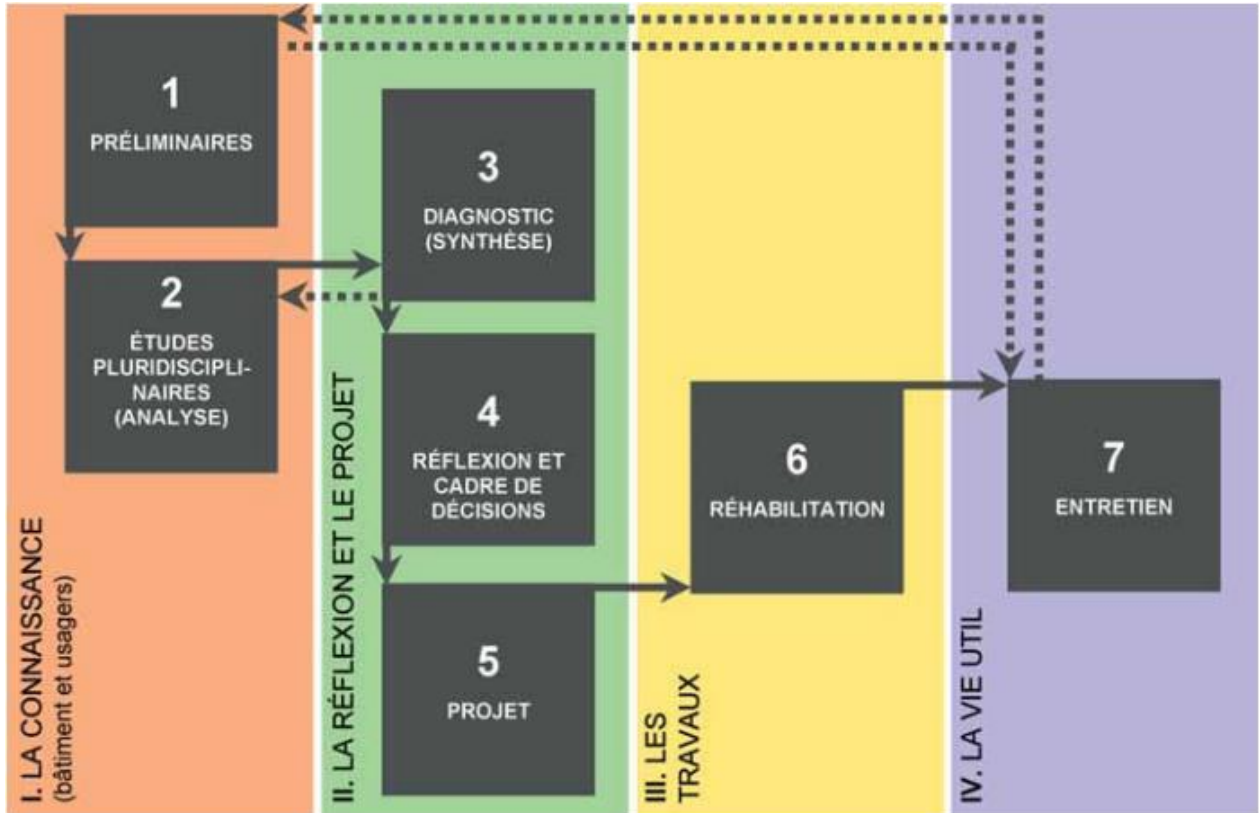 1
PRÉLIMINAIRES
2
ÉTUDES
PLURIDISCIPLI-
NAIRES
(ANALYSE)
I. LA CONNAISSANCE
(bâtiment et usagers)
3
DIAGNOSTIC
(SYNTHÈSE)
4
RÉFLEXION ET
CADRE DE
DÉCISIONS
5
PROJET
II. LA RÉFLEXION ET LE PROJET
6
RÉHABILITATION
III. LES
TRAVAUX
7
ENTRETIEN
IV. LA VIE UTIL